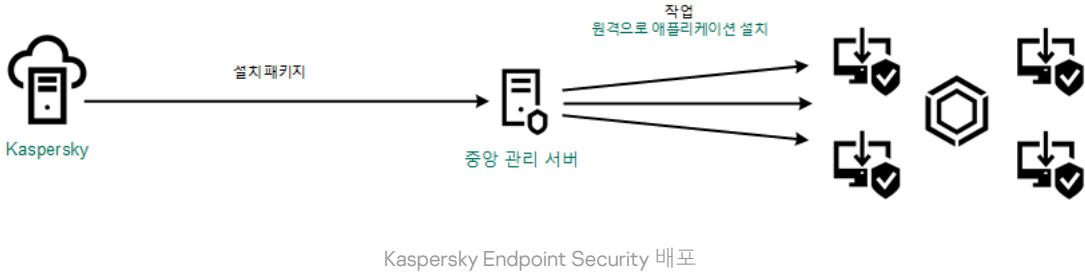 작업
원격으로 애플리케이션 설치
설치 패키지
Kaspersky
중앙 관리 서버
Kaspersky Endpoint Security 배포